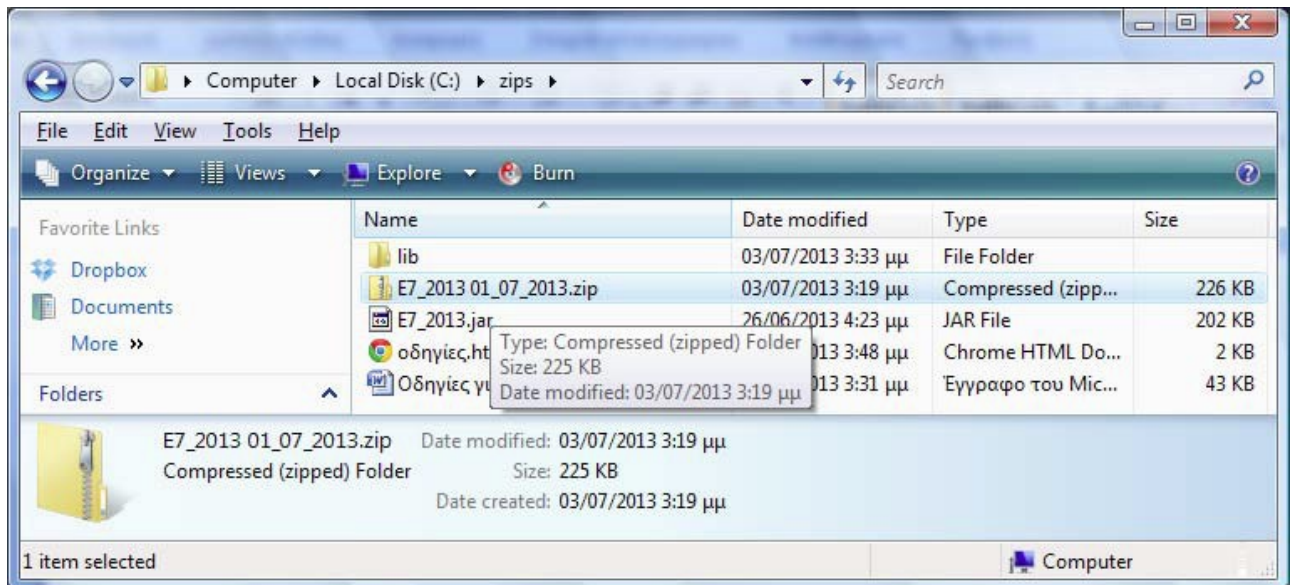 Computer Local Disk (C:) zips Search
File Edit View Tools Help
Organize Views Explore Burn
Favorite Links
Dropbox
Documents
More »
Folders
Name Date modified Type Size
lib 03/07/2013 3:33 μμ File Folder
E7_2013 01_07_2013.zip 03/07/2013 3:19 μμ Compressed (zipp... 226 KB
E7_2013.jar 26/06/2013 4:23 μμ JAR File 202 KB
οδηγίες.ht 013 3:48 μμ Chrome HTML Do... 2 KB
Οδηγίες γι 013 3:31 μμ Έγγραφο του Mic... 43 KB
Type: Compressed (zipped) Folder
Size: 225 KB
Date modified: 03/07/2013 3:19 μμ
E7_2013 01_07_2013.zip Date modified: 03/07/2013 3:19 μμ
Compressed (zipped) Folder Size: 225 KB
Date created: 03/07/2013 3:19 μμ
1 item selected Computer